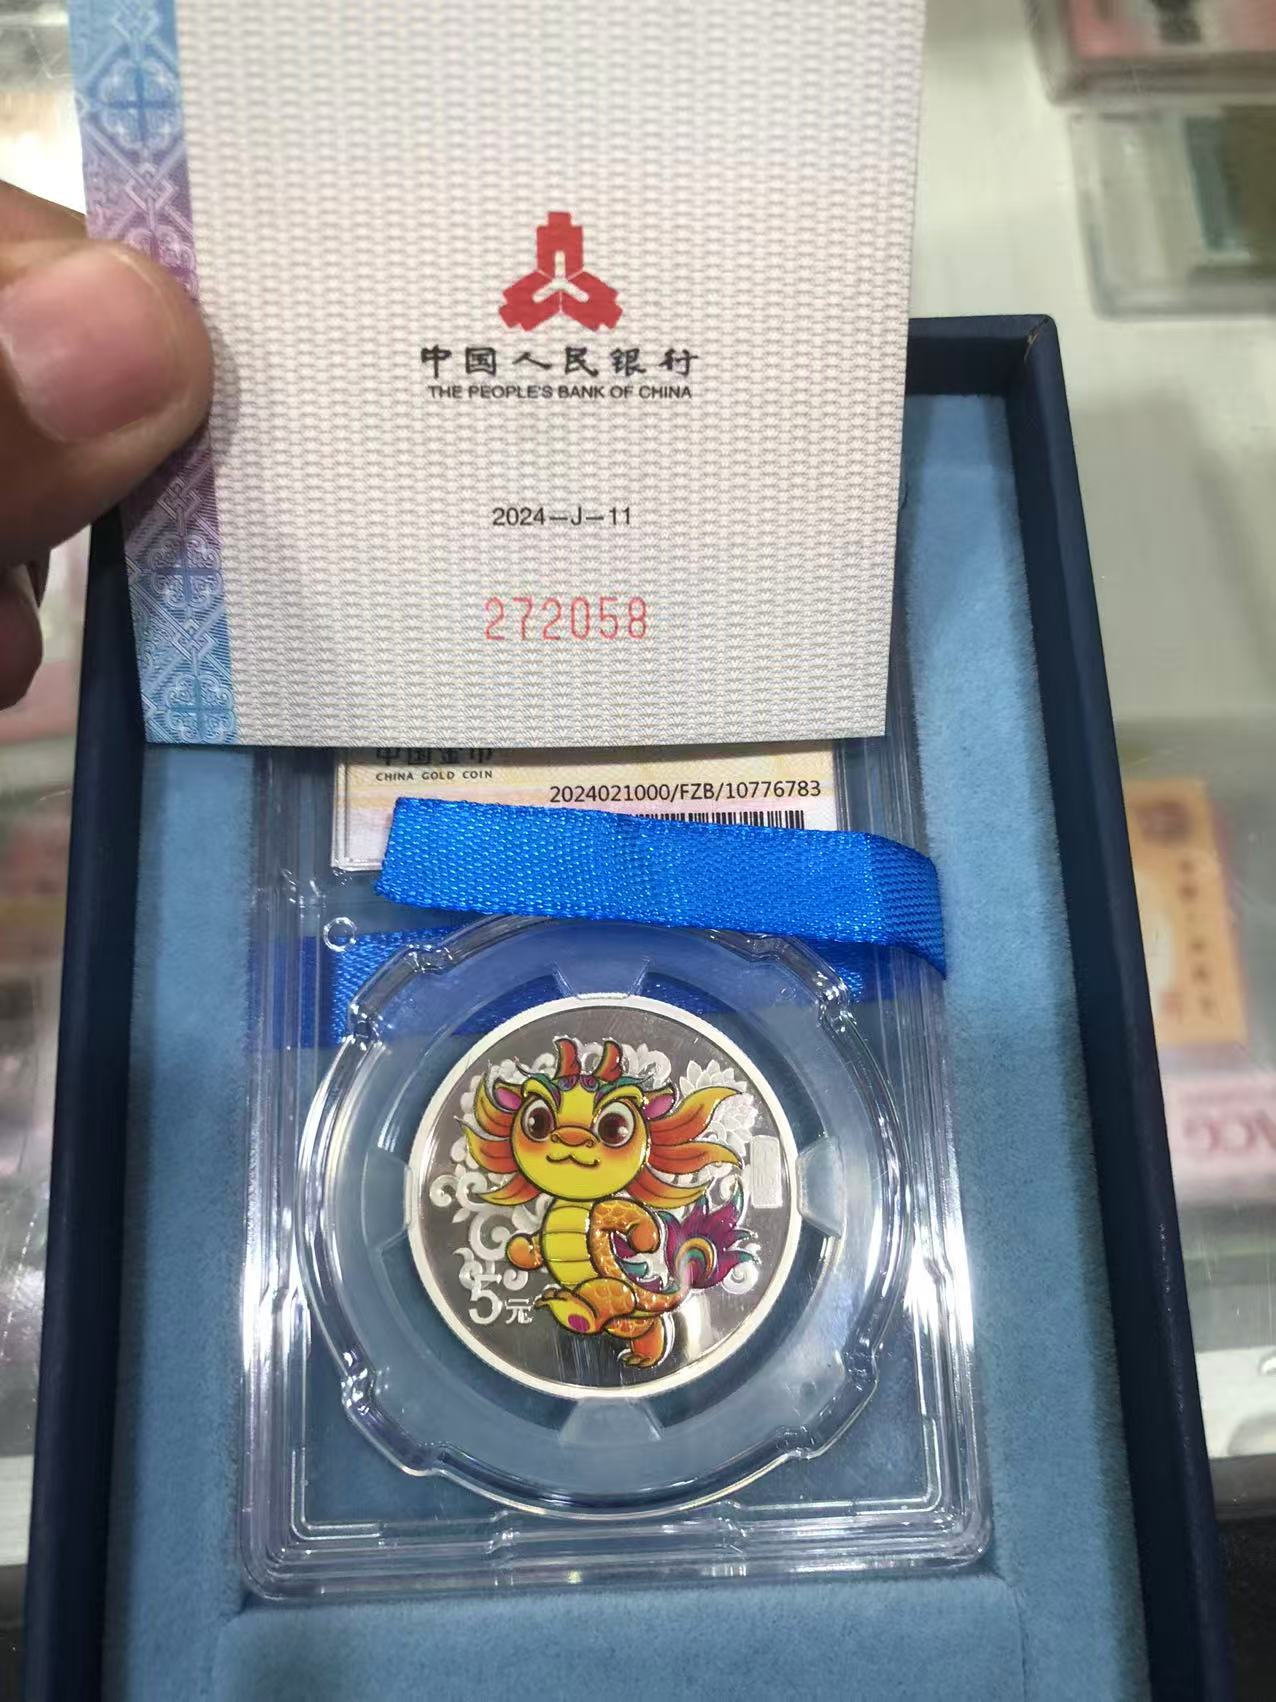 中国人民银行
THE PEOPLE'S BANK OF CHINA
2024—J—11
272058
中国金币
CHINA GOLD COIN
2024021000/FZB/10776783
5元